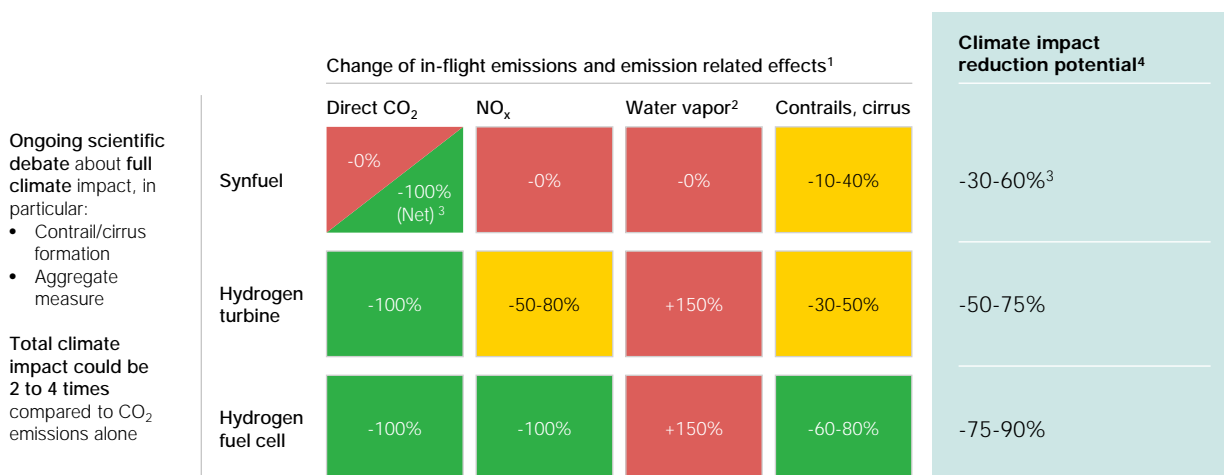 Climate impact
reduction potential⁴
Change of in-flight emissions and emission related effects¹
Direct CO₂
NOₓ
Water vapor²
Contrails, cirrus
Ongoing scientific
debate about full
climate impact, in
particular:
• Contrail/cirrus
formation
• Aggregate
measure
Total climate
impact could be
2 to 4 times
compared to CO₂
emissions alone
Synfuel
-0%
-100%
(Net) ³
-0%
-0%
-10-40%
-30-60%³
Hydrogen
turbine
-100%
-50-80%
+150%
-30-50%
-50-75%
Hydrogen
fuel cell
-100%
-100%
+150%
-60-80%
-75-90%